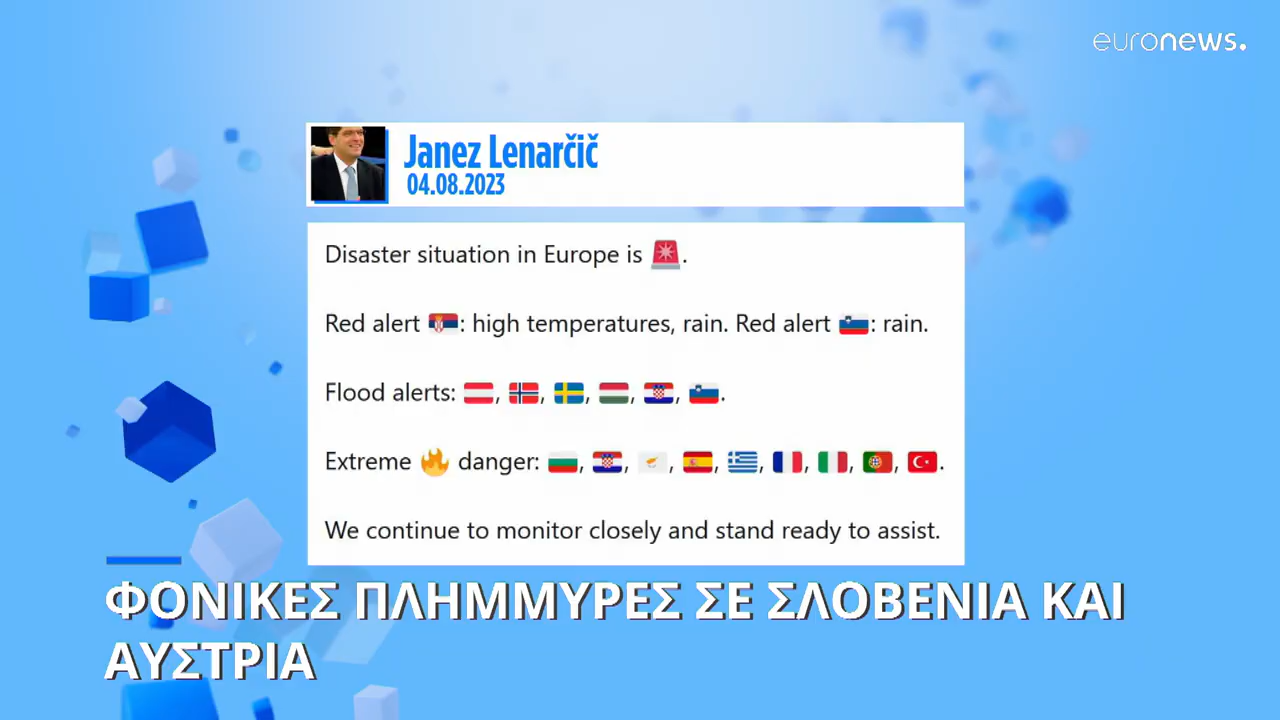 euronews.
Janez Lenarčič
04.08.2023
Disaster situation in Europe is 🚨.
Red alert 🇷🇸: high temperatures, rain. Red alert 🇸🇮: rain.
Flood alerts: 🇦🇹, 🇳🇴, 🇸🇪, 🇭🇺, 🇭🇷, 🇸🇮.
Extreme 🔥 danger: 🇧🇬, 🇭🇷, 🇨🇾, 🇪🇸, 🇬🇷, 🇫🇷, 🇮🇹, 🇵🇹, 🇹🇷.
We continue to monitor closely and stand ready to assist.
ΦΟΝΙΚΕΣ ΠΛΗΜΜΥΡΕΣ ΣΕ ΣΛΟΒΕΝΙΑ ΚΑΙ
ΑΥΣΤΡΙΑ